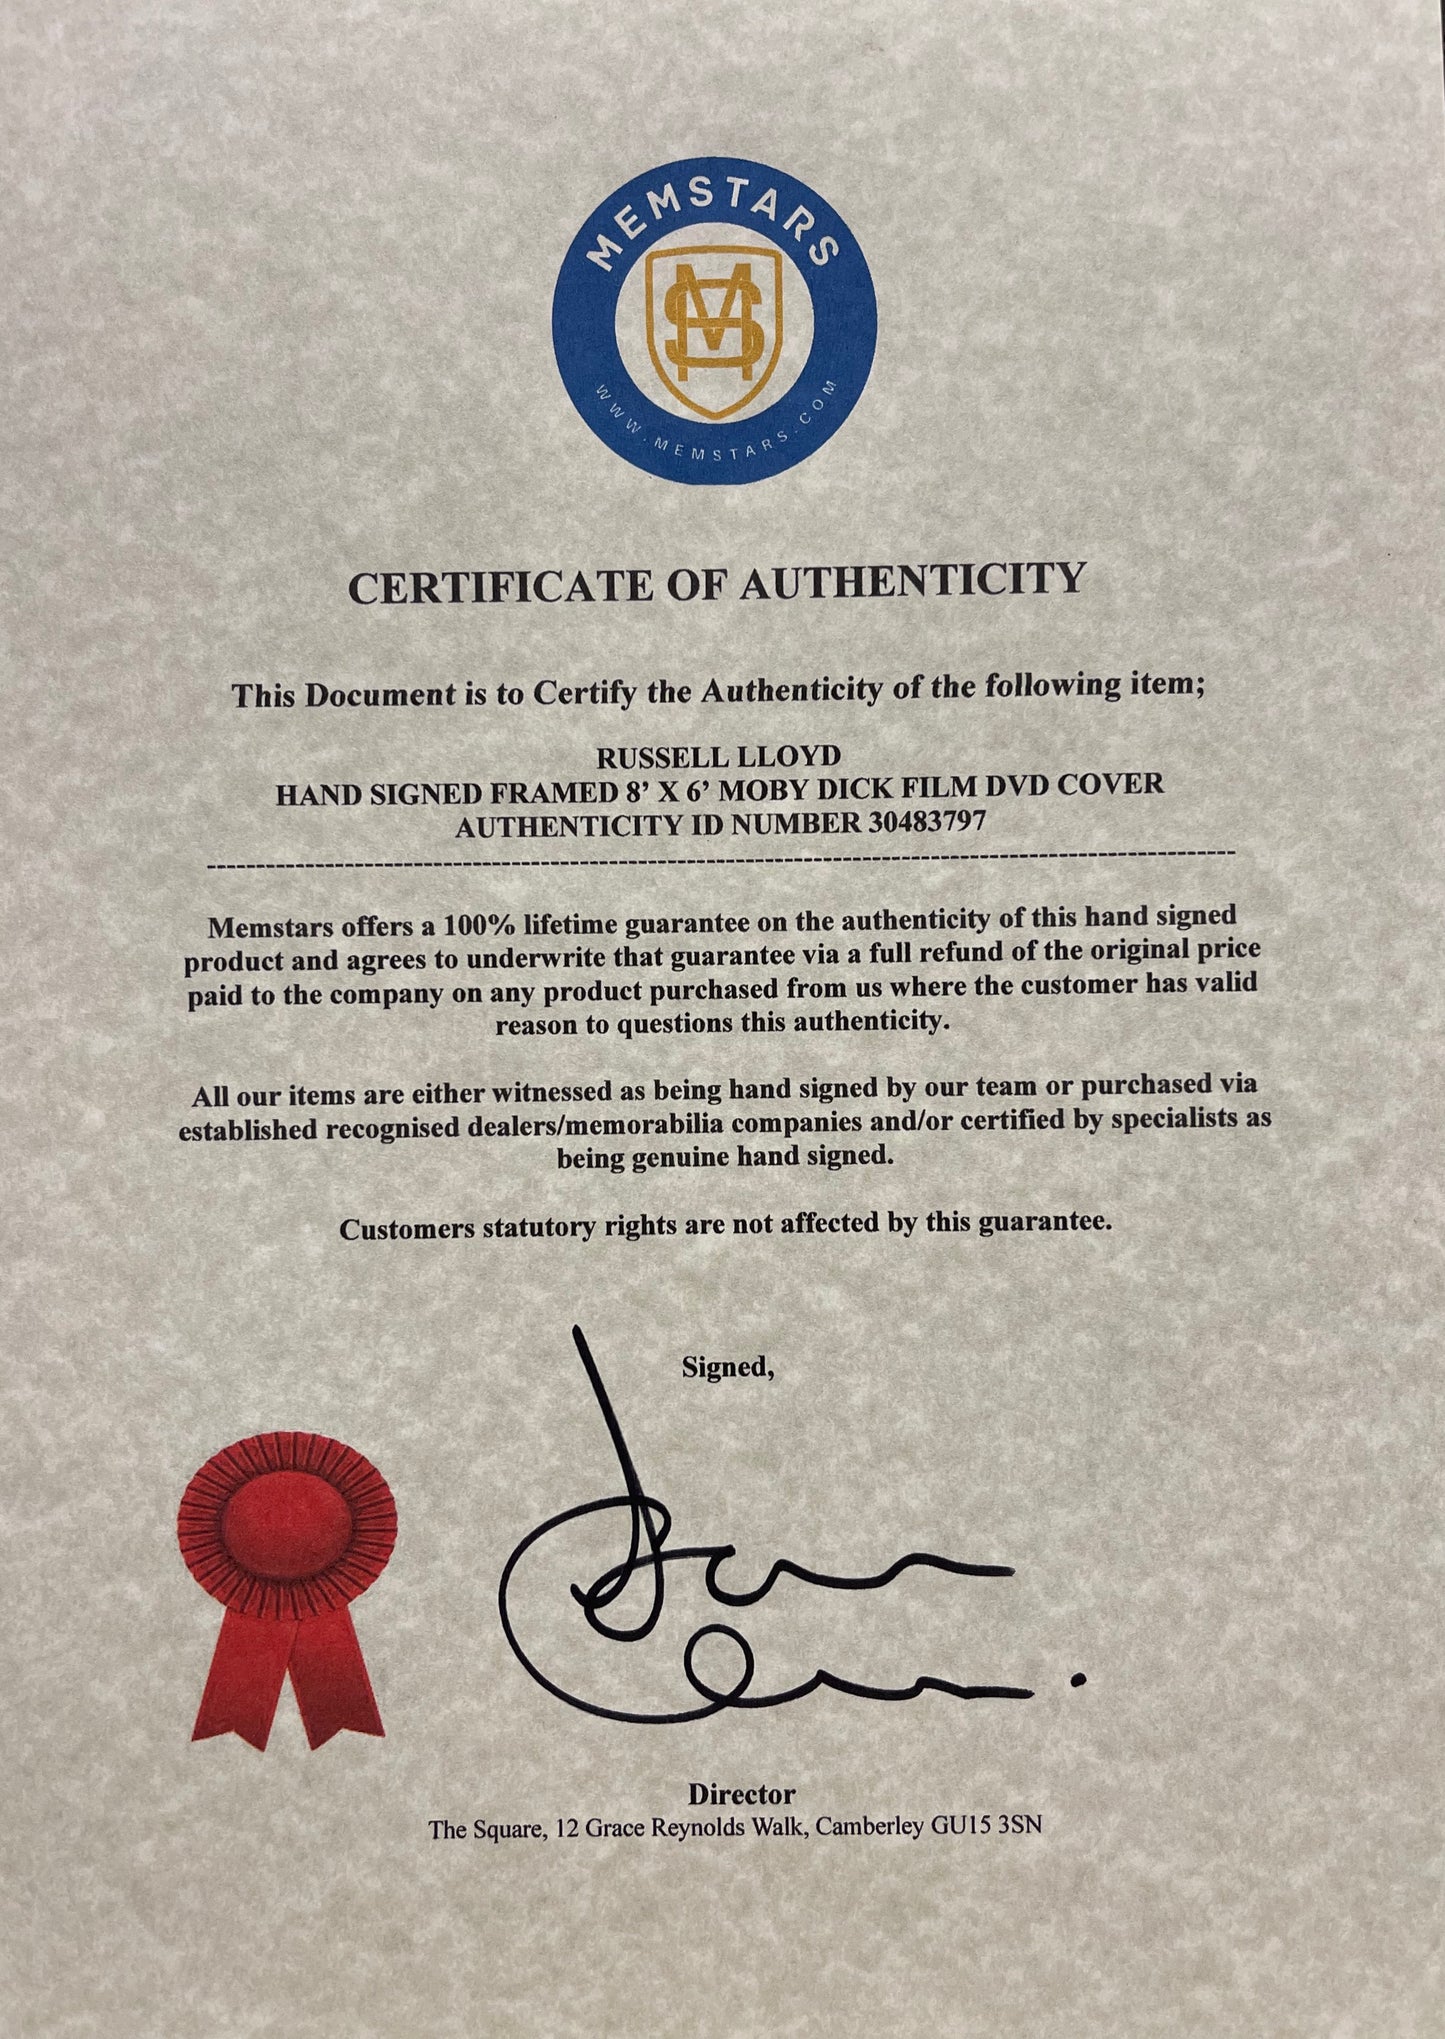 MEMSTARS
WWW.MEMSTARS.COM
CERTIFICATE OF AUTHENTICITY
This Document is to Certify the Authenticity of the following item;
RUSSELL LLOYD
HAND SIGNED FRAMED 8’ X 6’ MOBY DICK FILM DVD COVER
AUTHENTICITY ID NUMBER 30483797
Memstars offers a 100% lifetime guarantee on the authenticity of this hand signed
product and agrees to underwrite that guarantee via a full refund of the original price
paid to the company on any product purchased from us where the customer has valid
reason to questions this authenticity.
All our items are either witnessed as being hand signed by our team or purchased via
established recognised dealers/memorabilia companies and/or certified by specialists as
being genuine hand signed.
Customers statutory rights are not affected by this guarantee.
Signed,
Director
The Square, 12 Grace Reynolds Walk, Camberley GU15 3SN